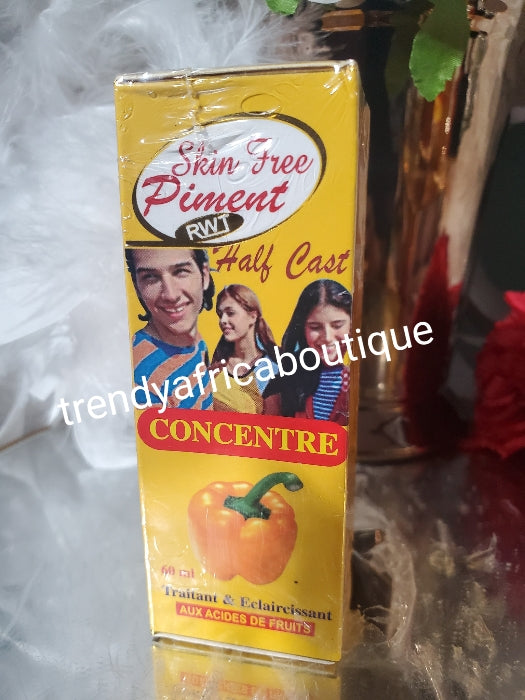 Skin Free
Piment
RWT
Half Cast
trendyafricaboutique
CONCENTRE
60 ml
Traitant & Eclaircissant
AUX ACIDES DE FRUITS